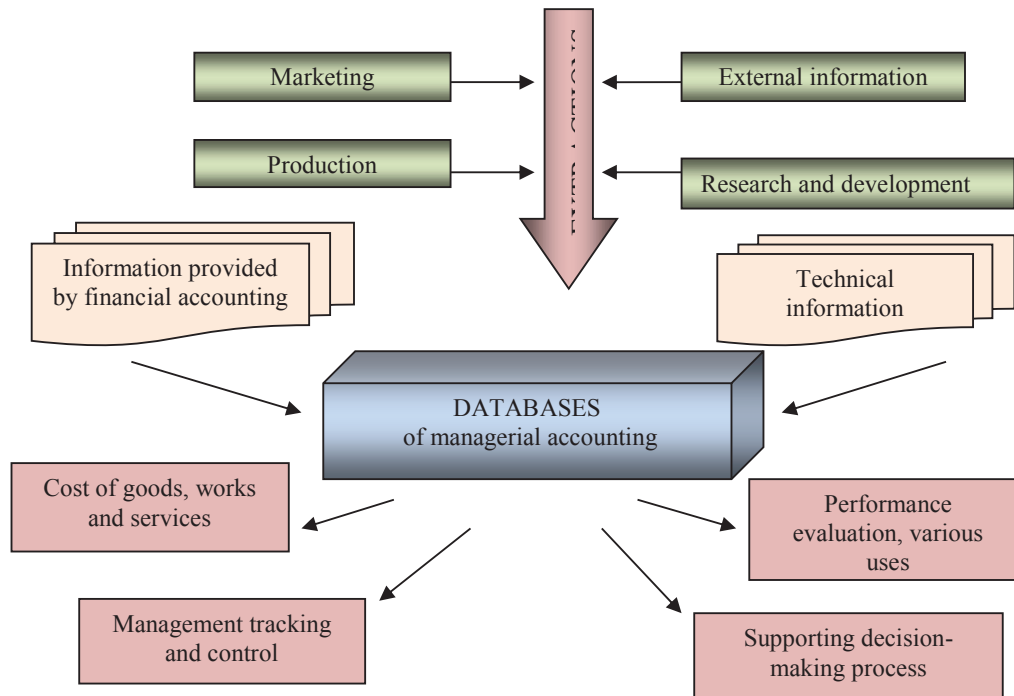 Marketing
External information
Production
Research and development
Information provided
by financial accounting
Technical
information
DATABASES
of managerial accounting
Cost of goods, works
and services
Performance
evaluation, various
uses
Management tracking
and control
Supporting decision-
making process